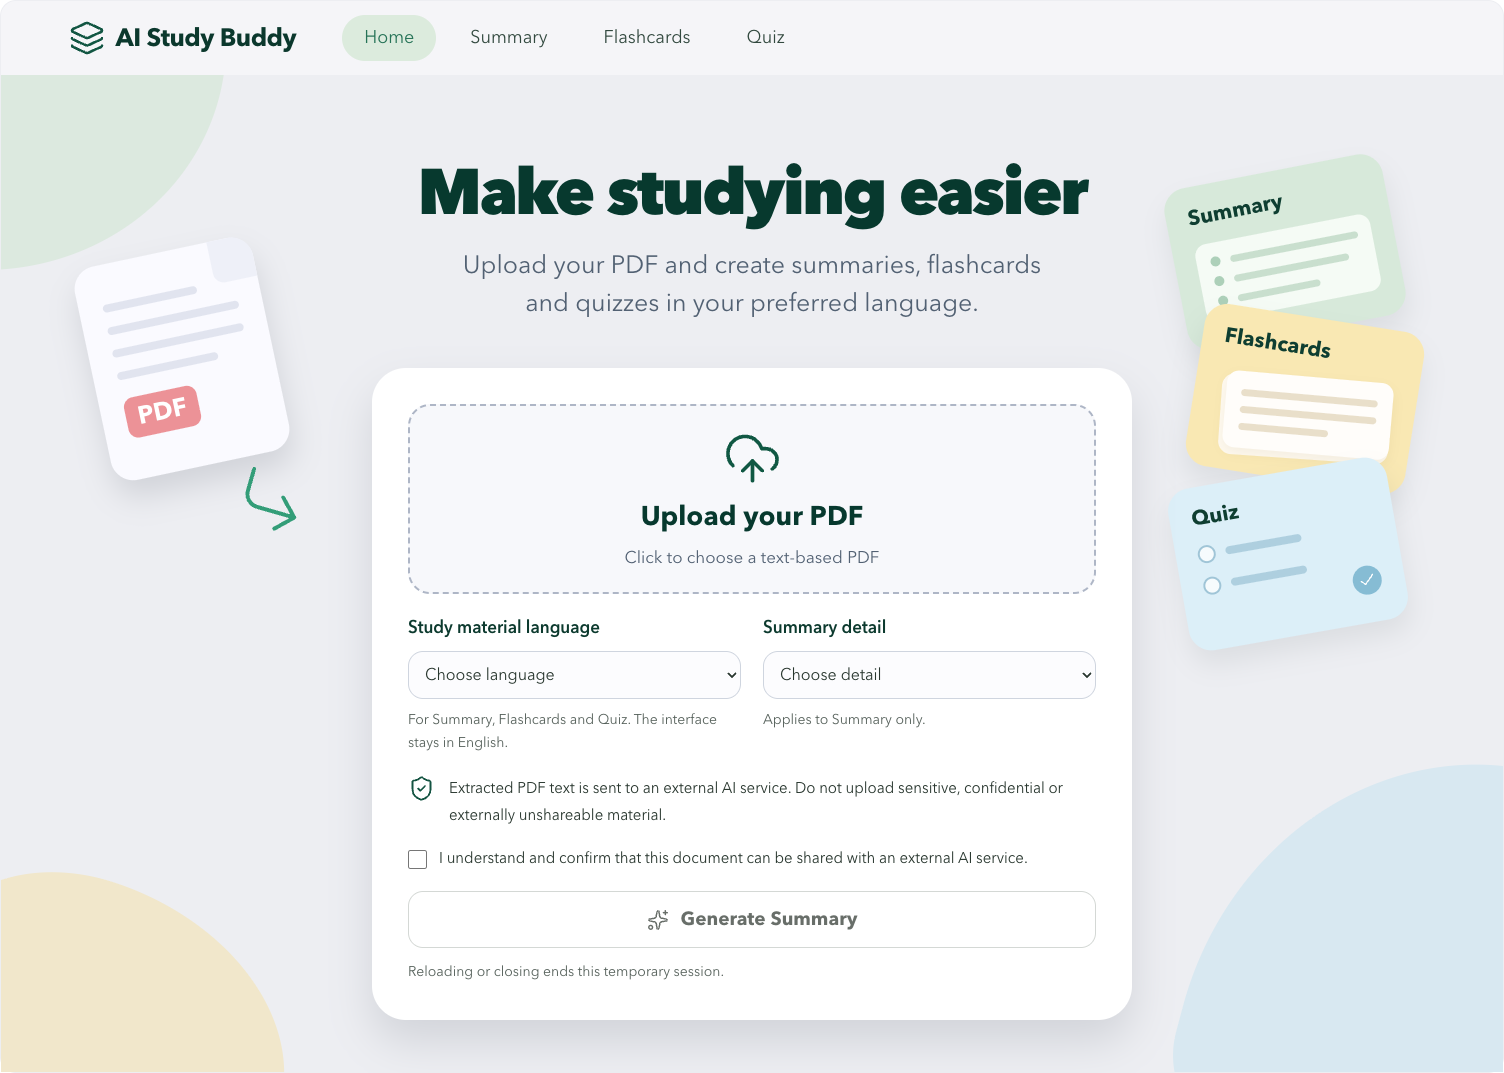 AI Study Buddy
Home
Summary
Flashcards
Quiz
Make studying easier
Upload your PDF and create summaries, flashcards
and quizzes in your preferred language.
PDF
Summary
Flashcards
Quiz
Upload your PDF
Click to choose a text-based PDF
Study material language
Choose language
For Summary, Flashcards and Quiz. The interface
stays in English.
Summary detail
Choose detail
Applies to Summary only.
Extracted PDF text is sent to an external AI service. Do not upload sensitive, confidential or
externally unshareable material.
I understand and confirm that this document can be shared with an external AI service.
Generate Summary
Reloading or closing ends this temporary session.